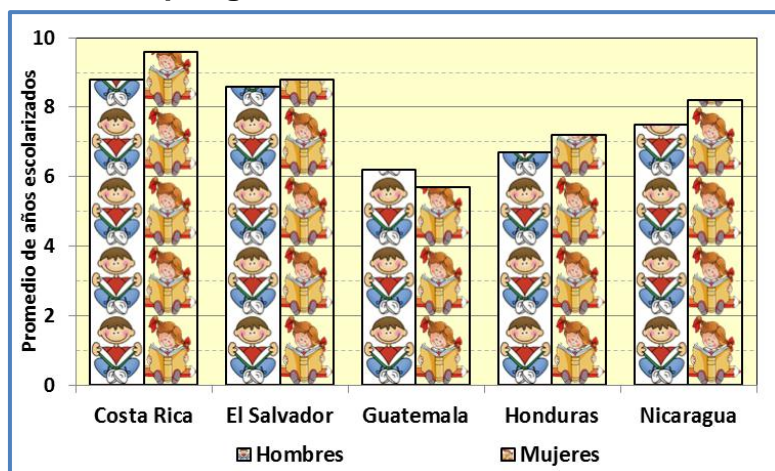 Promedio de años escolarizados
10
8
6
4
2
0
Costa Rica El Salvador Guatemala Honduras Nicaragua
Hombres Mujeres